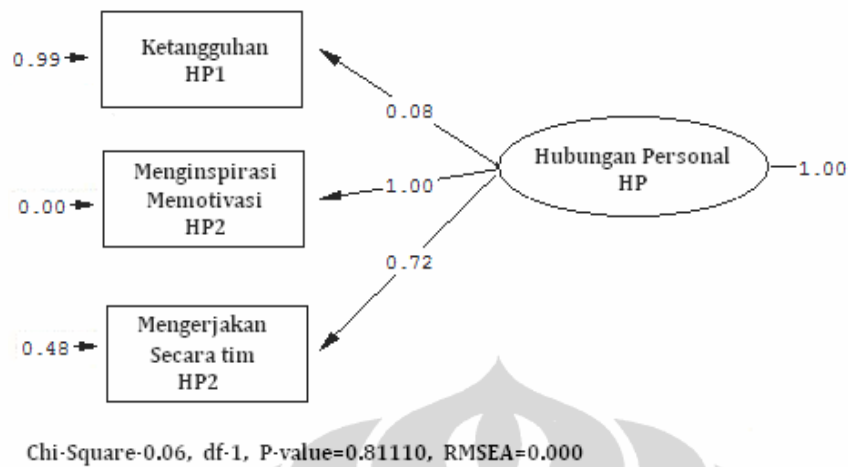 Ketangguhan
HP1
0.99
0.08
Menginspirasi
Memotivasi
HP2
0.00
1.00
Hubungan Personal
HP
1.00
0.72
Mengerjakan
Secara tim
HP2
0.48
Chi-Square-0.06, df-1, P-value=0.81110, RMSEA=0.000